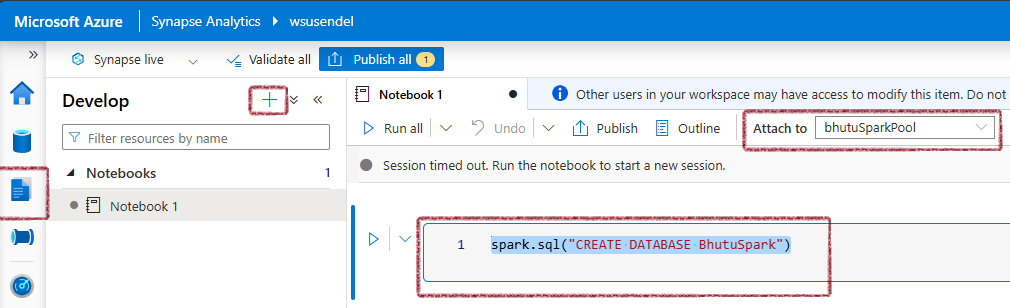 Microsoft Azure
Synapse Analytics
wsusendel
Synapse live
Validate all
Publish all 1
Develop
Filter resources by name
Notebooks 1
Notebook 1
Notebook 1
Other users in your workspace may have access to modify this item. Do not
Run all
Undo
Publish
Outline
Attach to bhutuSparkPool
Session timed out. Run the notebook to start a new session.
1 spark.sql("CREATE DATABASE BhutuSpark")